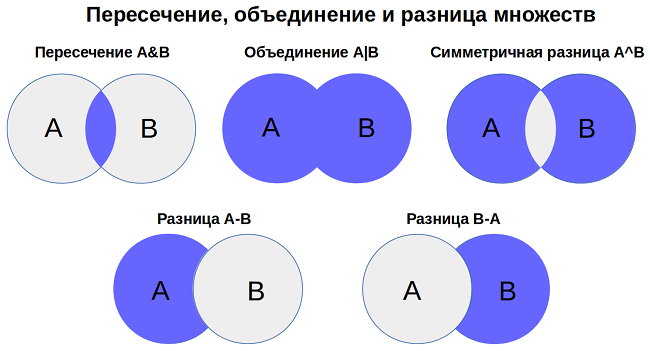 Пересечение, объединение и разница множеств
Пересечение A&B
Объединение A|B
Симметричная разница A^B
A
B
A
B
A
B
Разница A-B
Разница B-A
A
B
A
B